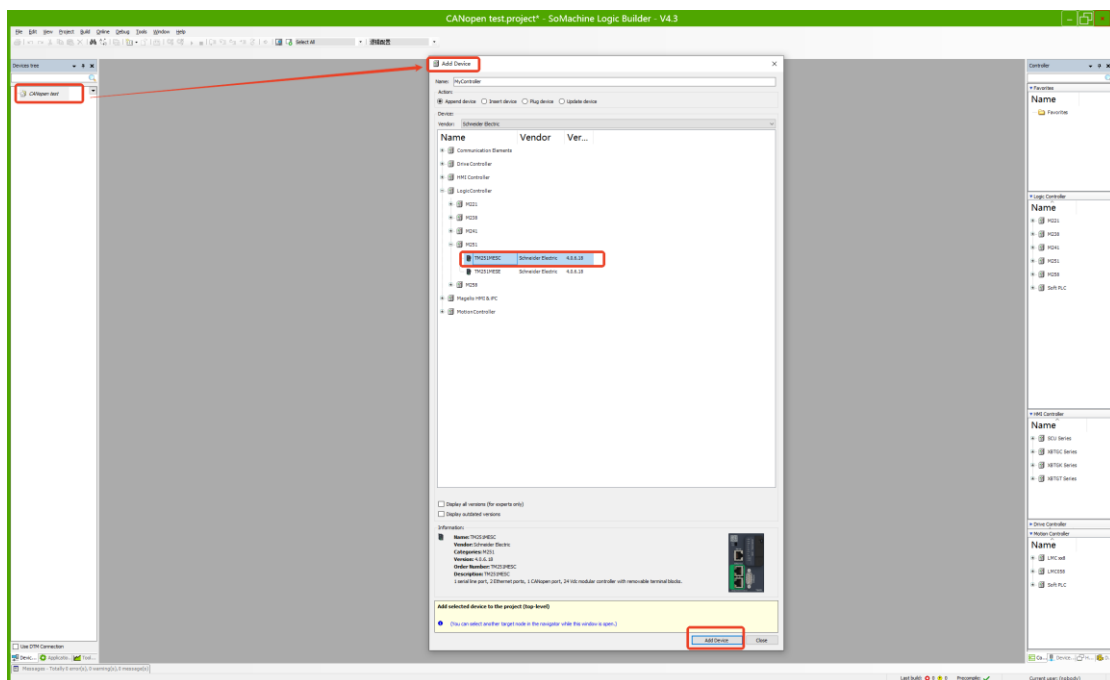 CANopen test.project* - SoMachine Logic Builder - V4.3
File Edit View Project Build Online Debug Tools Window Help
Select All
Devices tree
CANopen test
Add Device
Name: MyController
Action:
Append device Insert device Plug device Update device
Device:
Vendor: Schneider Electric
Name Vendor Ver...
Communication Elements
Drive Controller
HMI Controller
Logic Controller
M221
M238
M241
M251
TM251MESC Schneider Electric 4.0.6.18
TM251MESE Schneider Electric 4.0.6.18
M258
Magelis HMI & iPC
Motion Controller
Display all versions (for experts only)
Display outdated versions
Information:
Name: TM251MESC
Vendor: Schneider Electric
Categories: M251
Version: 4.0.6.18
Order Number: TM251MESC
Description: TM251MESC
1 serial line port, 2 Ethernet ports, 1 CANopen port, 24 Vdc modular controller with removable terminal blocks.
Add selected device to the project (top-level)
(You can select another target node in the navigator while this window is open.)
Add Device Close
Controller
Favorites
Name
Favorites
Logic Controller
Name
M221
M238
M241
M251
M258
Soft PLC
HMI Controller
Name
SCU Series
XBTGC Series
XBTGK Series
XBTGT Series
Drive Controller
Motion Controller
Name
LMC xx8
LMC058
Soft PLC
Use DTM Connection
Devic... Applicatio... Tool...
Messages - Totally 0 error(s), 0 warning(s), 0 message(s)
Co... Device... H... D...
Last build: 0 0 Precompile: Current user: (nobody)